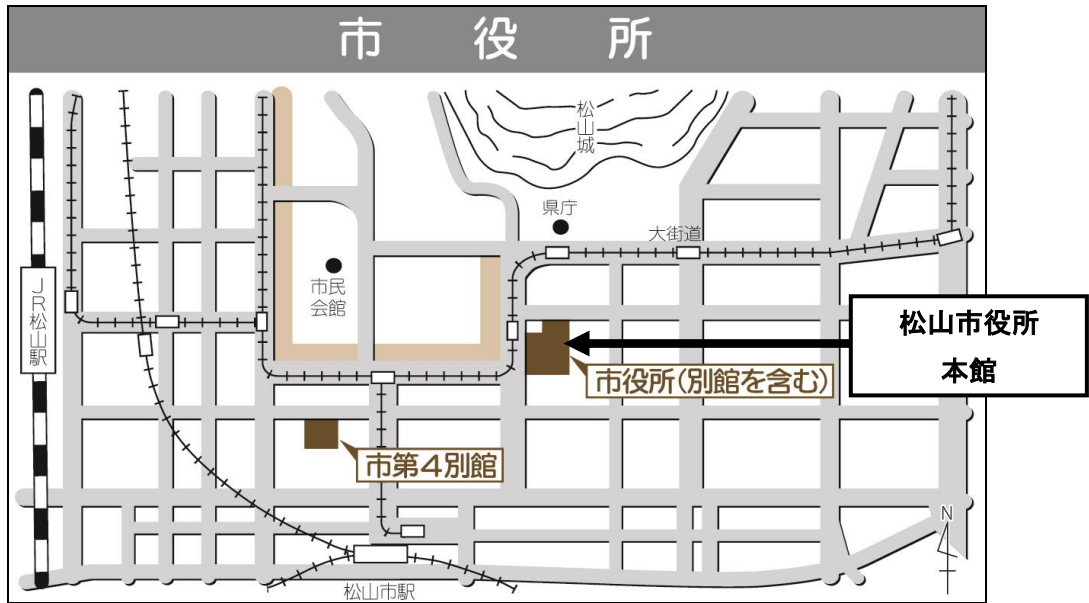 市役所
松山城
県庁
大街道
市民
会館
JR松山駅
松山市役所
本館
市役所(別館を含む)
市第4別館
N
松山市駅